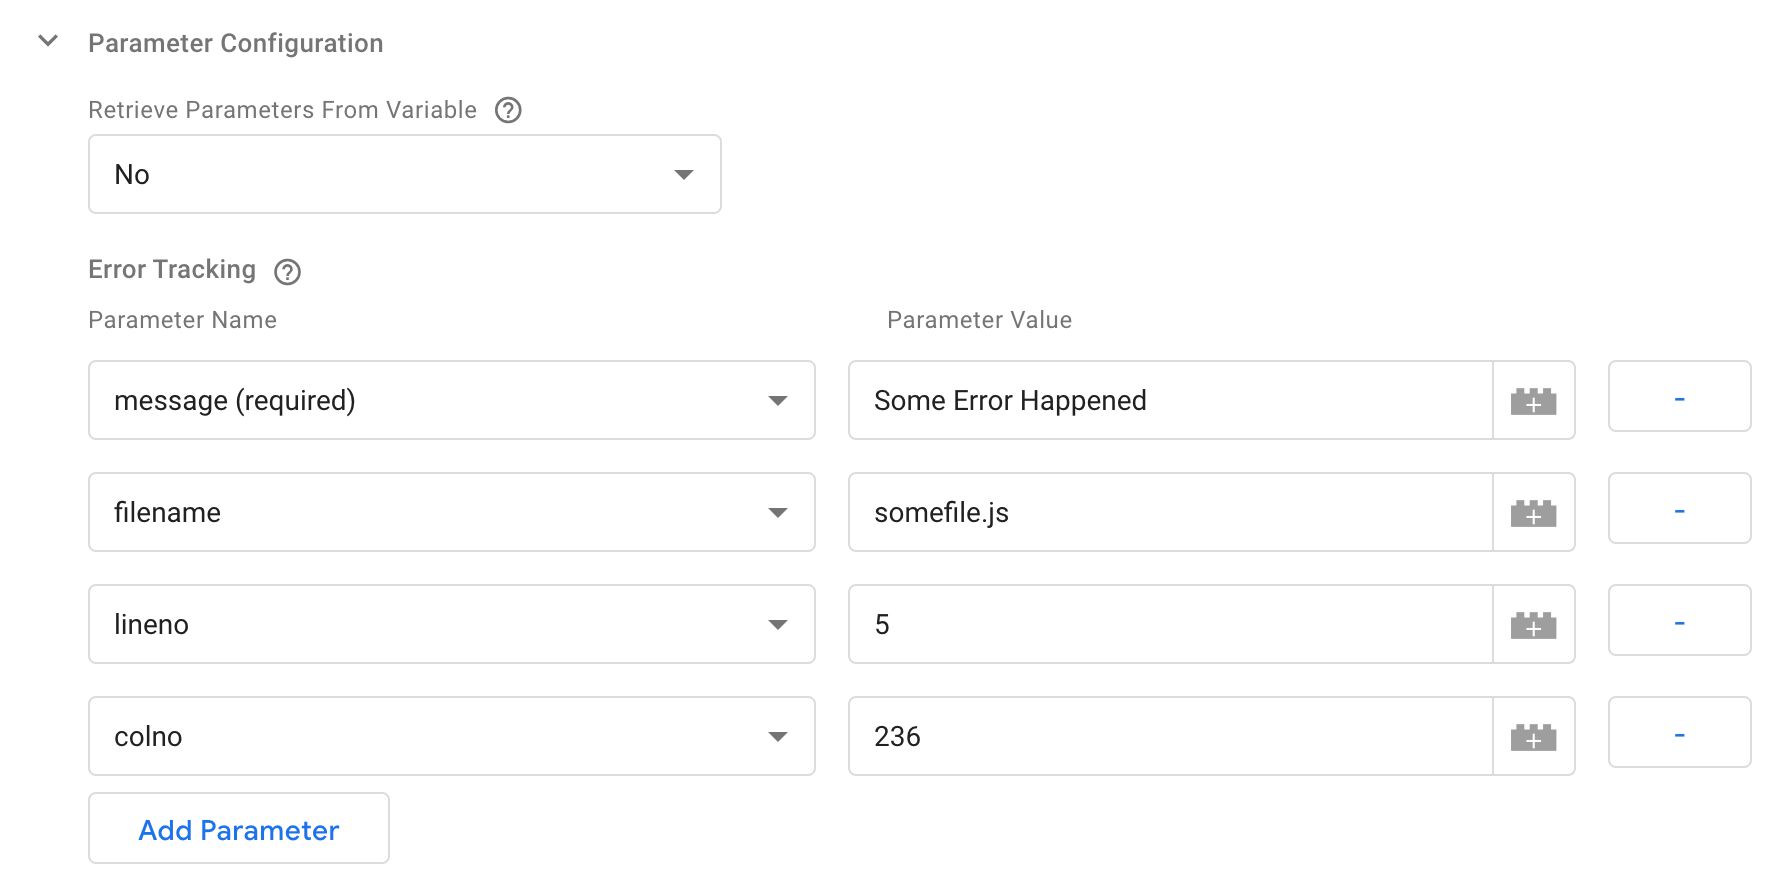 Parameter Configuration
Retrieve Parameters From Variable
No
Error Tracking
Parameter Name Parameter Value
message (required) Some Error Happened -
filename somefile.js -
lineno 5 -
colno 236 -
Add Parameter